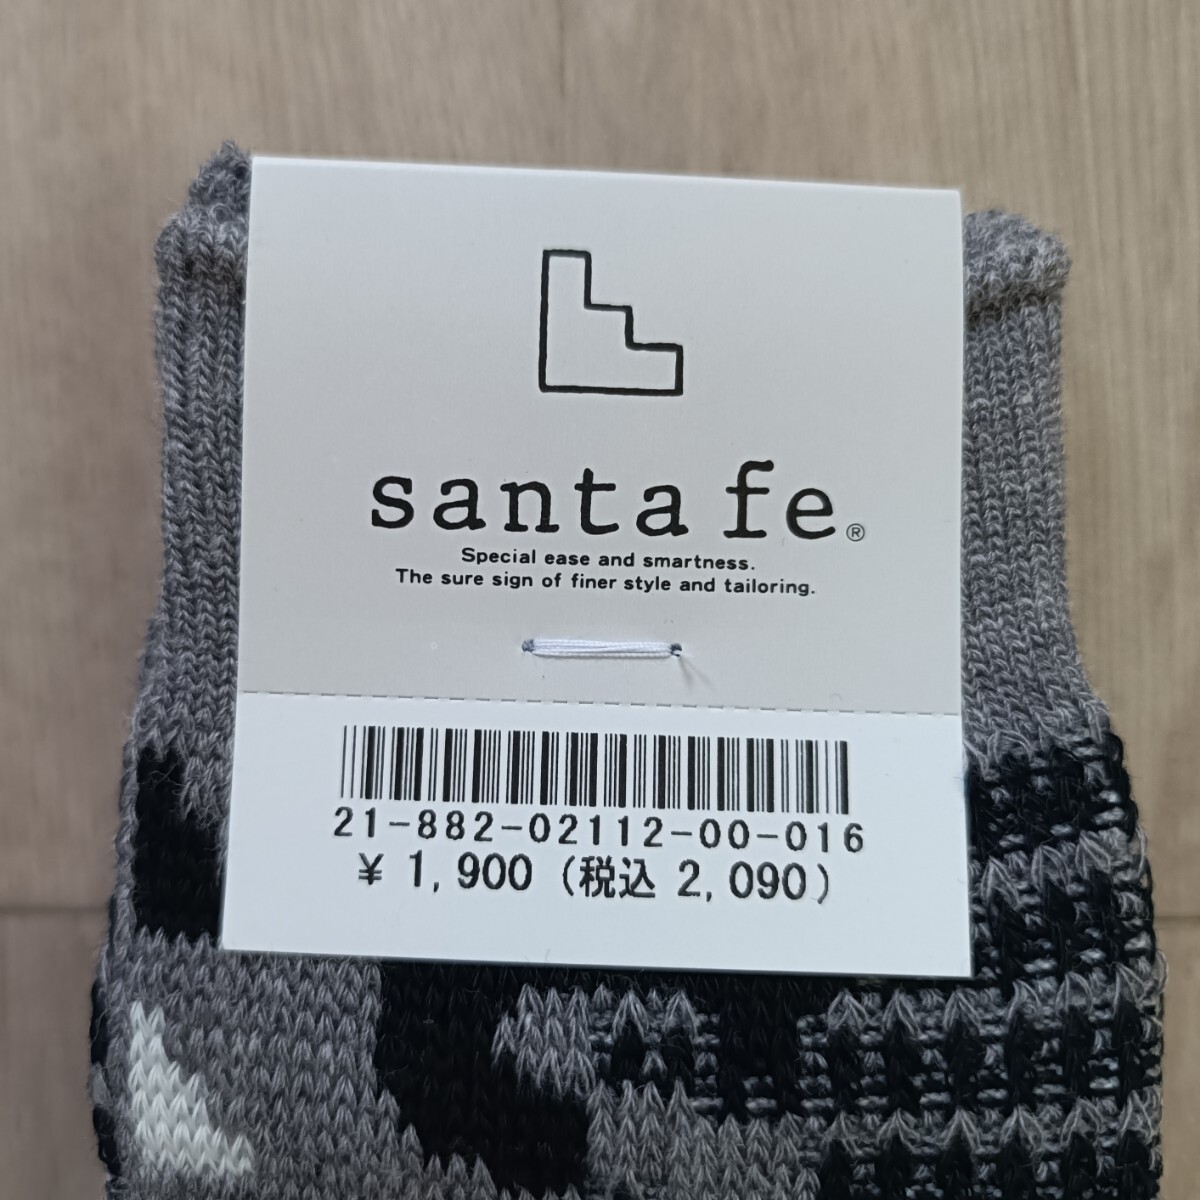 santa fe®
Special ease and smartness.
The sure sign of finer style and tailoring.
21-882-02112-00-016
¥ 1,900 (税込 2,090)